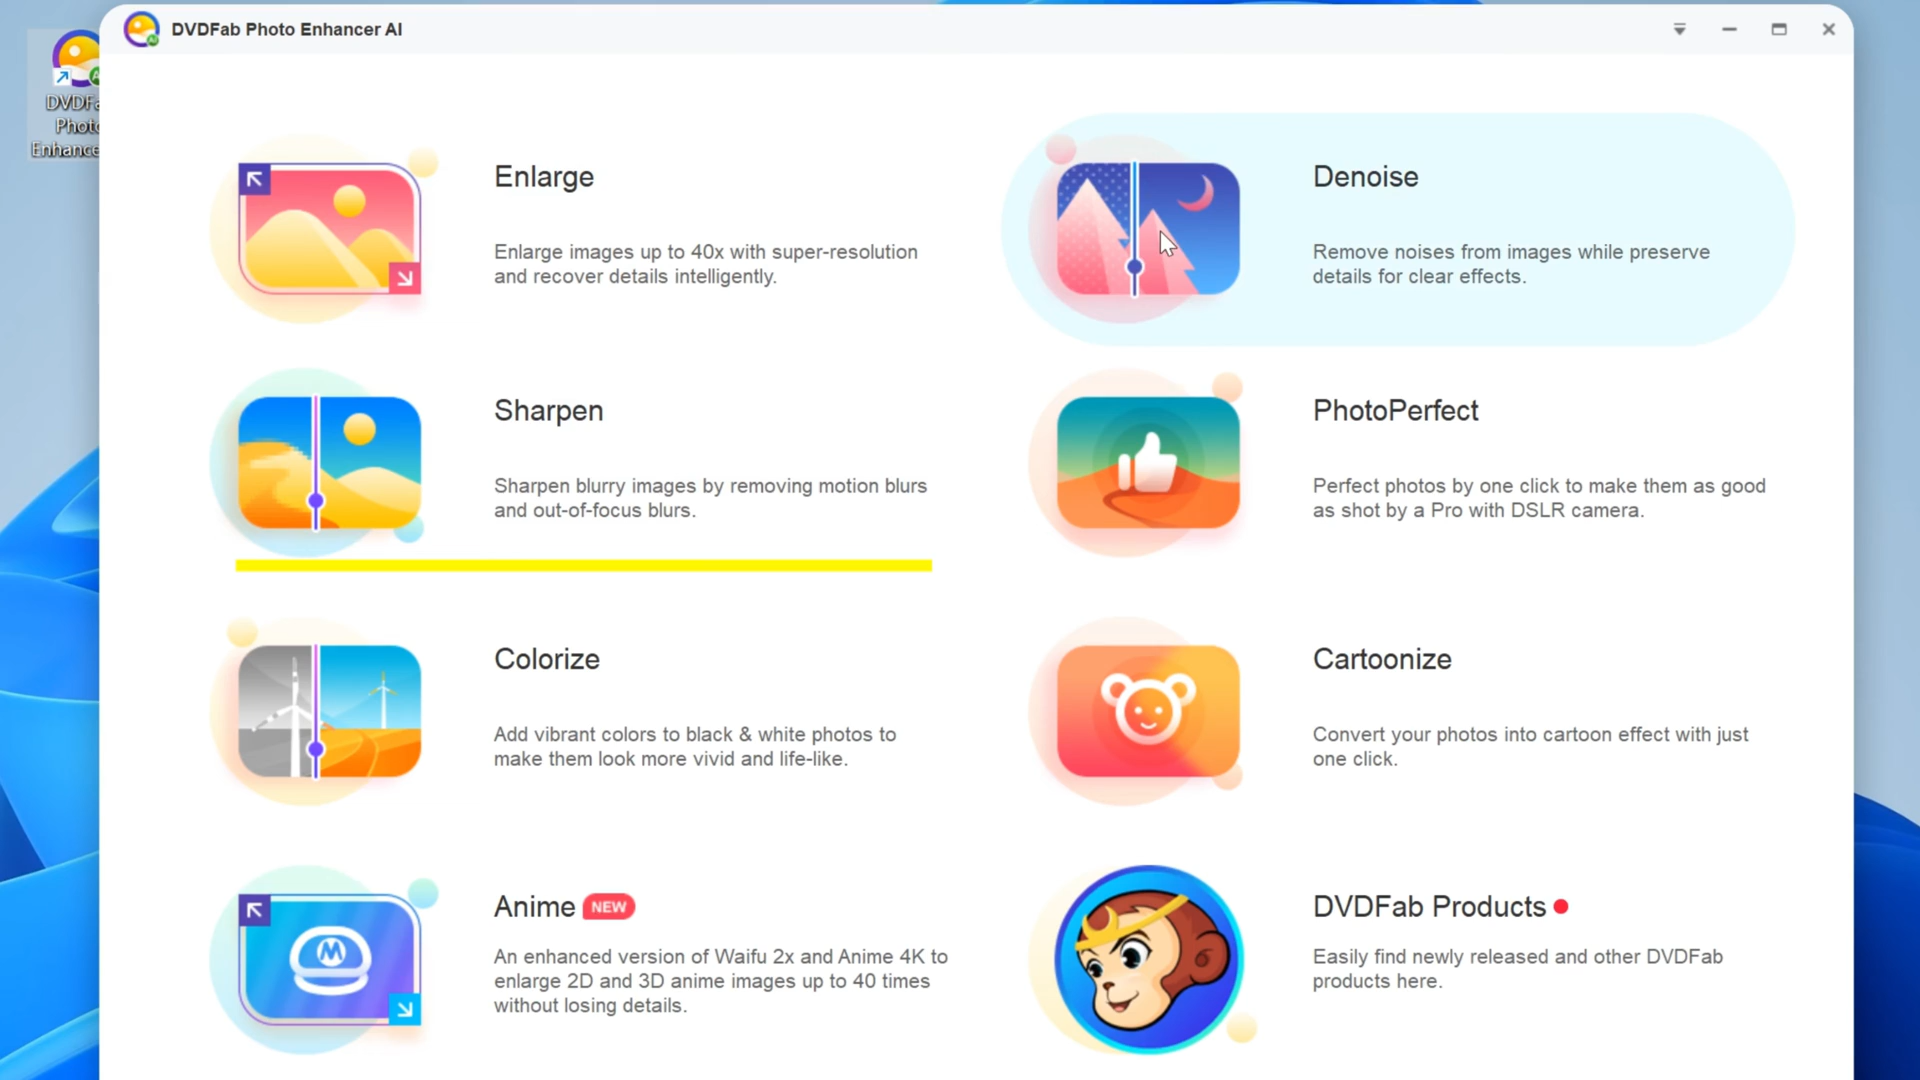 DVDFab Photo Enhancer AI
DVDFa
Photo
Enhance
Enlarge
Enlarge images up to 40x with super-resolution
and recover details intelligently.
Denoise
Remove noises from images while preserve
details for clear effects.
Sharpen
Sharpen blurry images by removing motion blurs
and out-of-focus blurs.
PhotoPerfect
Perfect photos by one click to make them as good
as shot by a Pro with DSLR camera.
Colorize
Add vibrant colors to black & white photos to
make them look more vivid and life-like.
Cartoonize
Convert your photos into cartoon effect with just
one click.
Anime NEW
An enhanced version of Waifu 2x and Anime 4K to
enlarge 2D and 3D anime images up to 40 times
without losing details.
DVDFab Products
Easily find newly released and other DVDFab
products here.